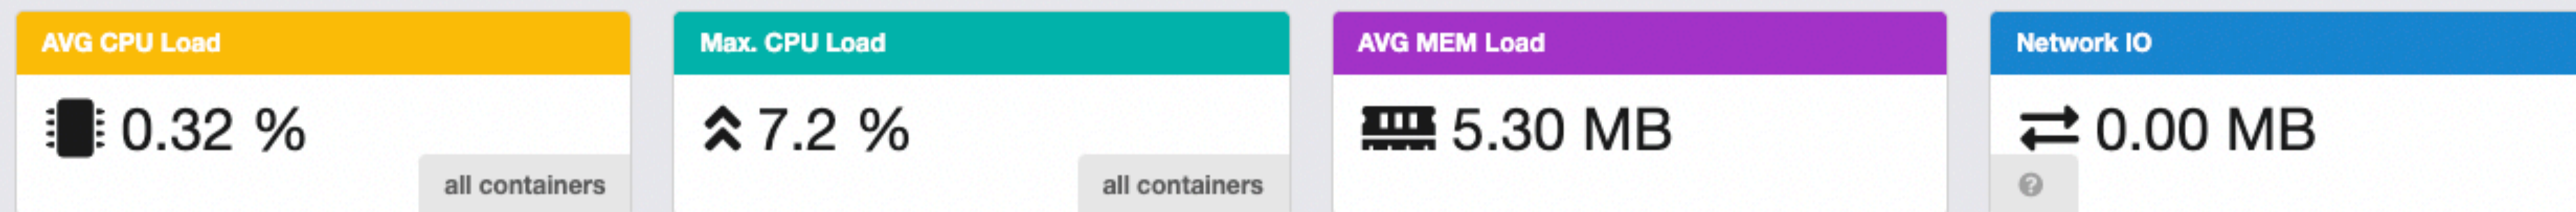 AVG CPU Load
0.32 %
all containers
Max. CPU Load
7.2 %
all containers
AVG MEM Load
5.30 MB
Network IO
0.00 MB
?